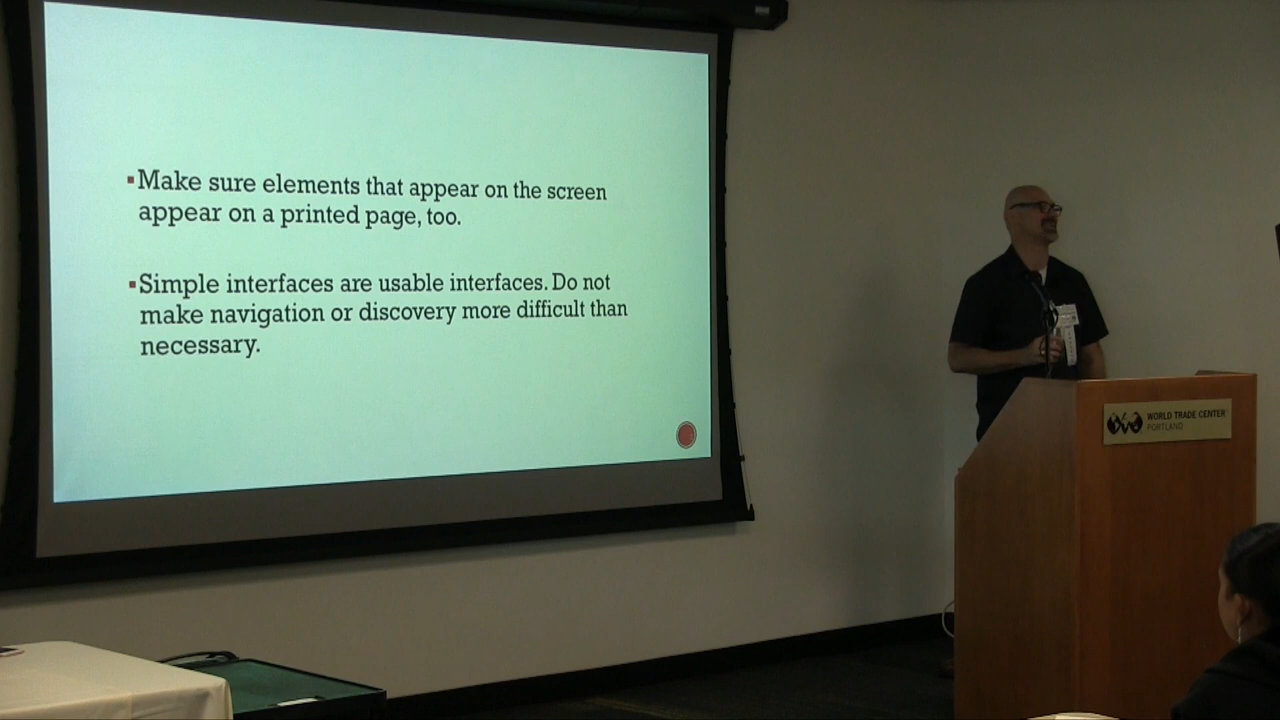 ▪Make sure elements that appear on the screen
appear on a printed page, too.
▪Simple interfaces are usable interfaces. Do not
make navigation or discovery more difficult than
necessary.
WORLD TRADE CENTER
PORTLAND